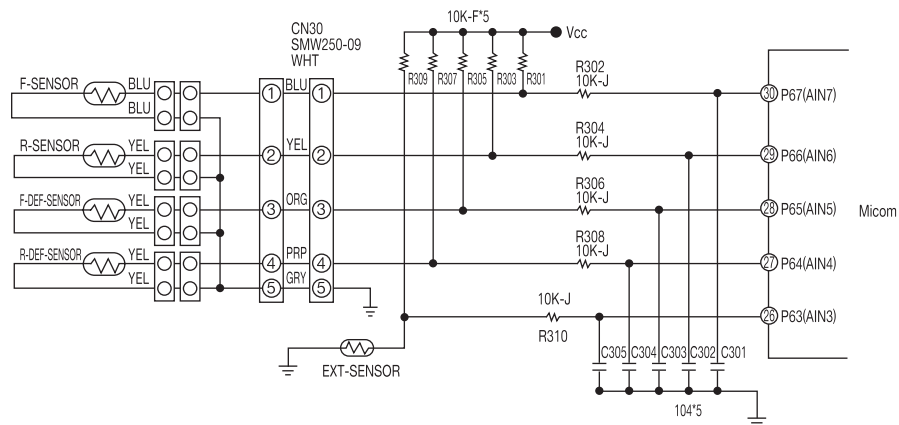 10K-F*5
CN30
SMW250-09
WHT
Vcc
R309 R307 R305 R303 R301
R302
10K-J
F-SENSOR BLU
BLU
1 BLU 1
30 P67(AIN7)
R304
10K-J
R-SENSOR YEL
YEL
2 YEL 2
29 P66(AIN6)
R306
10K-J
F-DEF-SENSOR YEL
YEL
3 ORG 3
28 P65(AIN5)
Micom
R308
10K-J
R-DEF-SENSOR YEL
YEL
4 PRP 4
27 P64(AIN4)
5 GRY 5
10K-J
R310
26 P63(AIN3)
EXT-SENSOR
C305 C304 C303 C302 C301
104*5